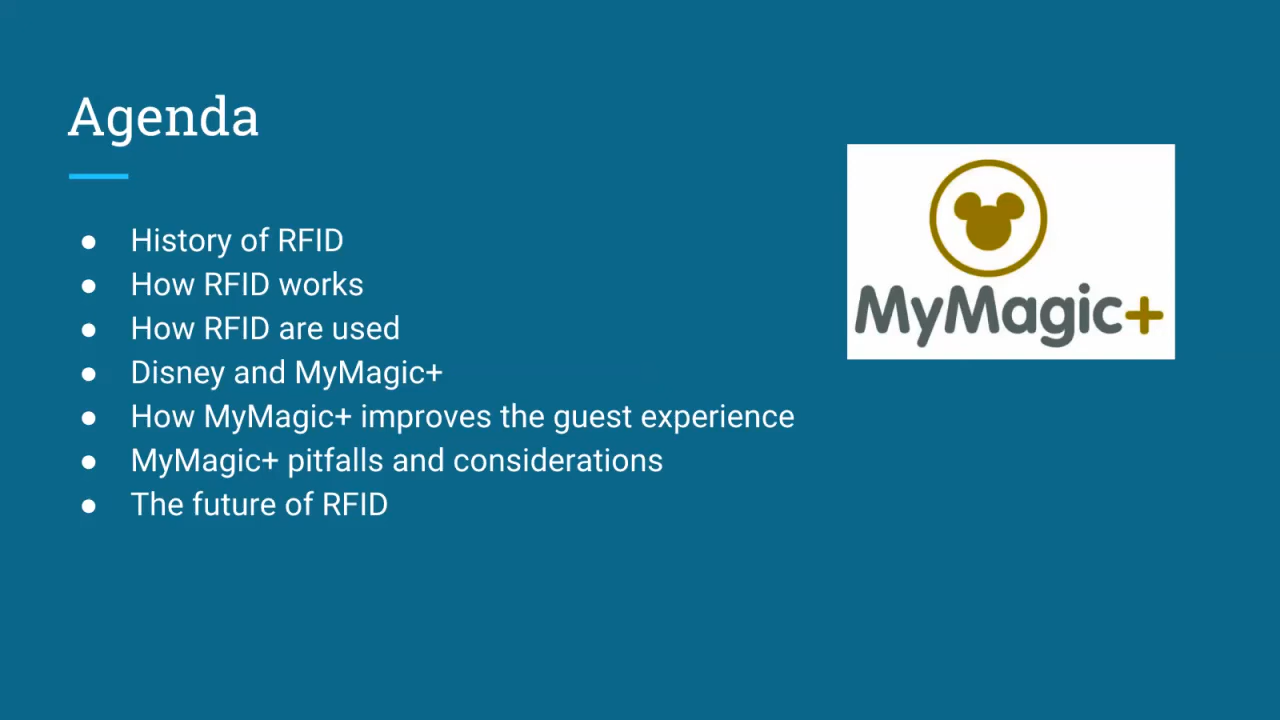 Agenda
● History of RFID
● How RFID works
● How RFID are used
● Disney and MyMagic+
● How MyMagic+ improves the guest experience
● MyMagic+ pitfalls and considerations
● The future of RFID
MyMagic+